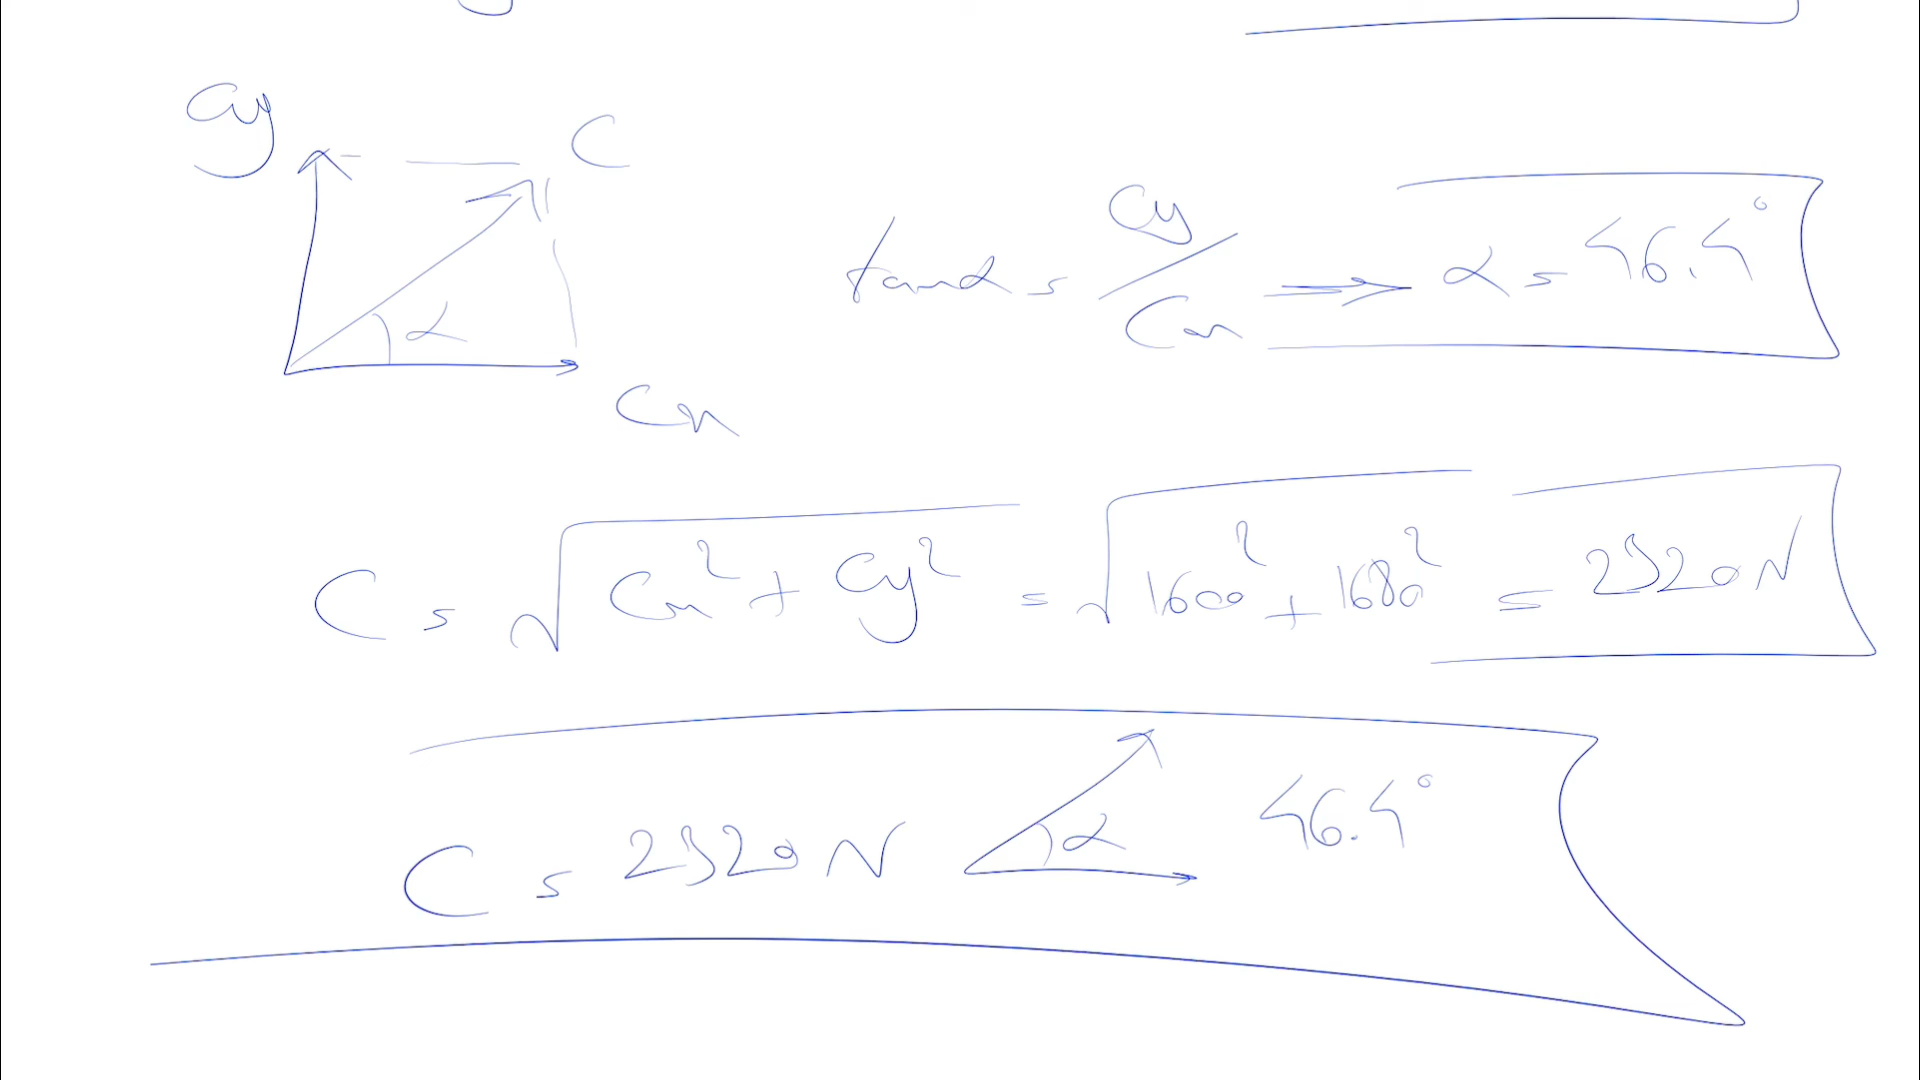 Cy
C
α
Cx
tanα = Cy / Cx ⟹ α = 46.4°
C = √(Cx² + Cy²) = √(1600² + 1680²) = 2320 N
C = 2320 N α 46.4°